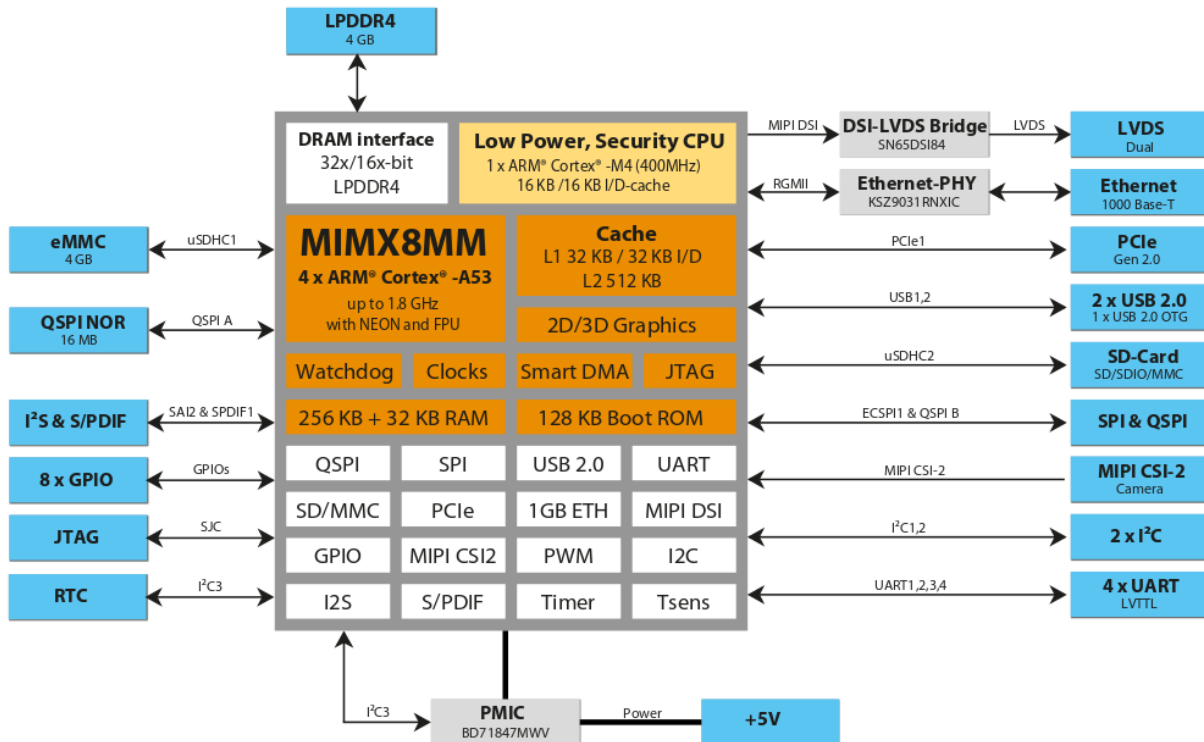 LPDDR4
4 GB
DRAM interface
32x/16x-bit
LPDDR4
Low Power, Security CPU
1 x ARM® Cortex® -M4 (400MHz)
16 KB /16 KB I/D-cache
MIMX8MM
4 x ARM® Cortex® -A53
up to 1.8 GHz
with NEON and FPU
Cache
L1 32 KB / 32 KB I/D
L2 512 KB
2D/3D Graphics
Watchdog
Clocks
Smart DMA
JTAG
256 KB + 32 KB RAM
128 KB Boot ROM
QSPI
SPI
USB 2.0
UART
SD/MMC
PCIe
1GB ETH
MIPI DSI
GPIO
MIPI CSI2
PWM
I2C
I2S
S/PDIF
Timer
Tsens
eMMC
4 GB
uSDHC1
QSPI NOR
16 MB
QSPI A
I²S & S/PDIF
SAI2 & SPDIF1
8 x GPIO
GPIOs
JTAG
SJC
RTC
I²C3
MIPI DSI
DSI-LVDS Bridge
SN65DSI84
LVDS
LVDS
Dual
RGMII
Ethernet-PHY
KSZ9031RNXIC
Ethernet
1000 Base-T
PCIe1
PCIe
Gen 2.0
USB1,2
2 x USB 2.0
1 x USB 2.0 OTG
uSDHC2
SD-Card
SD/SDIO/MMC
ECSPI1 & QSPI B
SPI & QSPI
MIPI CSI-2
MIPI CSI-2
Camera
I²C1,2
2 x I²C
UART1,2,3,4
4 x UART
LVTTL
I²C3
PMIC
BD71847MWV
Power
+5V